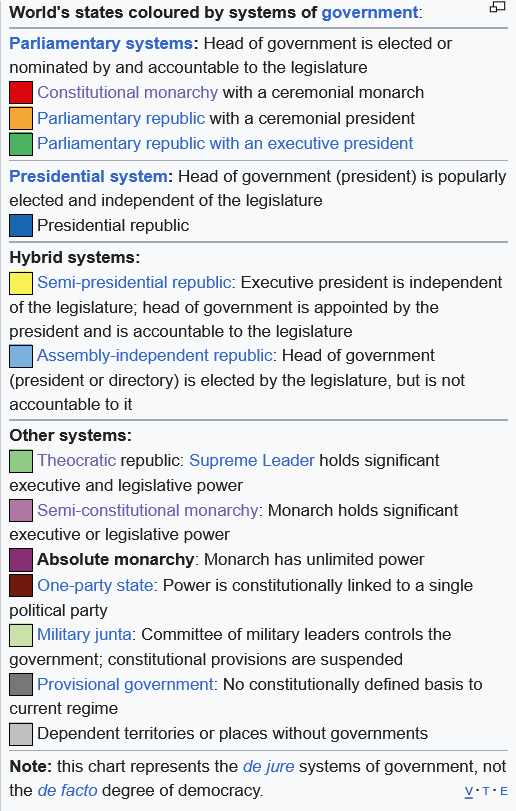 World's states coloured by systems of government:
Parliamentary systems: Head of government is elected or
nominated by and accountable to the legislature
Constitutional monarchy with a ceremonial monarch
Parliamentary republic with a ceremonial president
Parliamentary republic with an executive president
Presidential system: Head of government (president) is popularly
elected and independent of the legislature
Presidential republic
Hybrid systems:
Semi-presidential republic: Executive president is independent
of the legislature; head of government is appointed by the
president and is accountable to the legislature
Assembly-independent republic: Head of government
(president or directory) is elected by the legislature, but is not
accountable to it
Other systems:
Theocratic republic: Supreme Leader holds significant
executive and legislative power
Semi-constitutional monarchy: Monarch holds significant
executive or legislative power
Absolute monarchy: Monarch has unlimited power
One-party state: Power is constitutionally linked to a single
political party
Military junta: Committee of military leaders controls the
government; constitutional provisions are suspended
Provisional government: No constitutionally defined basis to
current regime
Dependent territories or places without governments
Note: this chart represents the de jure systems of government, not
the de facto degree of democracy.
V · T · E